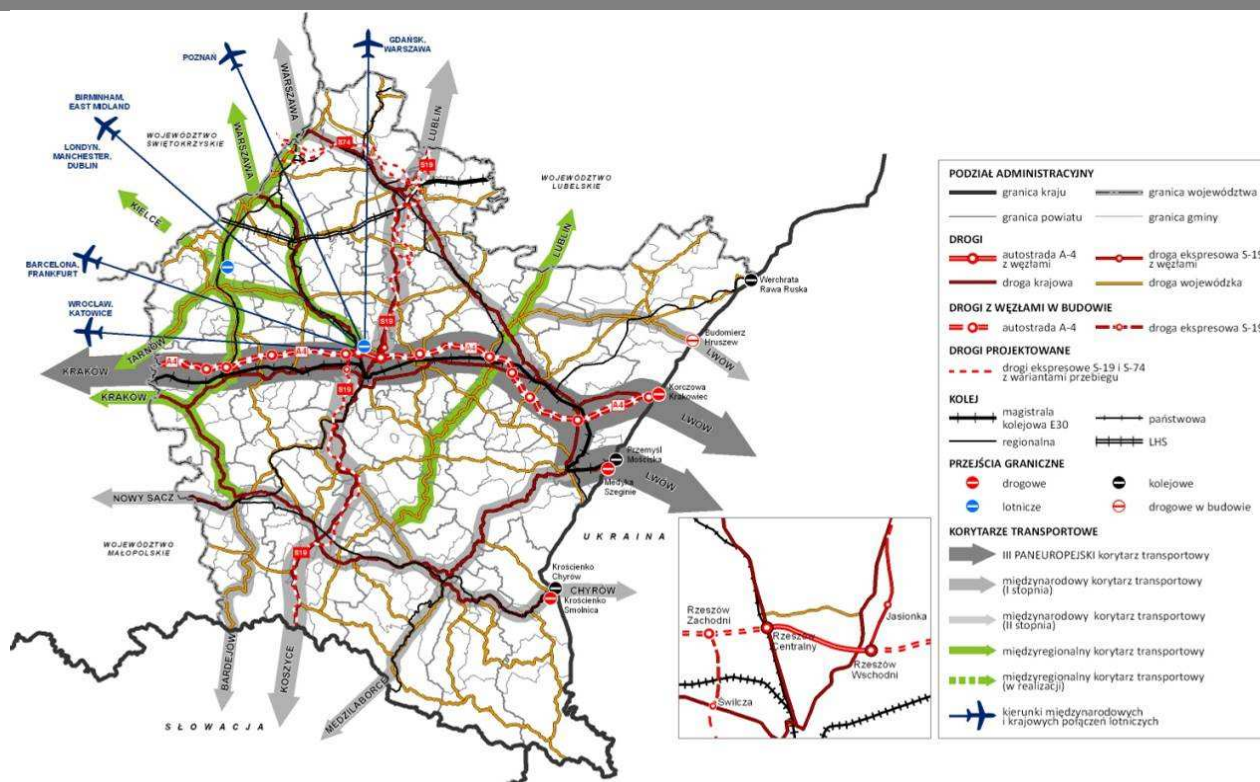 GDAŃSK,
WARSZAWA
POZNAŃ
BIRMINHAM,
EAST MIDLAND
LONDYN,
MANCHESTER,
DUBLIN
BARCELONA,
FRANKFURT
WROCŁAW,
KATOWICE
WOJEWÓDZTWO
ŚWIĘTOKRZYSKIE
WARSZAWA
WARSZAWA
LUBLIN
KIELCE
S74
S19
WOJEWÓDZTWO
LUBELSKIE
LUBLIN
Werchrata
Rawa Ruska
Budomierz
Hruszew
LWÓW
S19
TARNÓW
A-4
A-4
A-4
KRAKÓW
KRAKÓW
S19
Korczowa
Krakowiec
A-4
LWÓW
Przemyśl
Mościska
Medyka
Szeginie
LWÓW
NOWY SĄCZ
WOJEWÓDZTWO
MAŁOPOLSKIE
S19
UKRAINA
Krościenko
Chyrów
CHYRÓW
Krościenko
Smolnica
BARDEJÓW
KOSZYCE
MEDZILABORCE
SŁOWACJA
Rzeszów
Zachodni
Rzeszów
Centralny
Jasionka
Rzeszów
Wschodni
Świlcza
PODZIAŁ ADMINISTRACYJNY
granica kraju
granica województwa
granica powiatu
granica gminy
DROGI
autostrada A-4
z węzłami
droga ekspresowa S-19
z węzłami
droga krajowa
droga wojewódzka
DROGI Z WĘZŁAMI W BUDOWIE
autostrada A-4
droga ekspresowa S-19
DROGI PROJEKTOWANE
drogi ekspresowe S-19 i S-74
z wariantami przebiegu
KOLEJ
magistrala
kolejowa E30
państwowa
regionalna
LHS
PRZEJŚCIA GRANICZNE
drogowe
kolejowe
lotnicze
drogowe w budowie
KORYTARZE TRANSPORTOWE
III PANEUROPEJSKI korytarz transportowy
międzynarodowy korytarz transportowy
(I stopnia)
międzynarodowy korytarz transportowy
(II stopnia)
międzyregionalny korytarz transportowy
międzyregionalny korytarz transportowy
(w realizacji)
kierunki międzynarodowych
i krajowych połączeń lotniczych